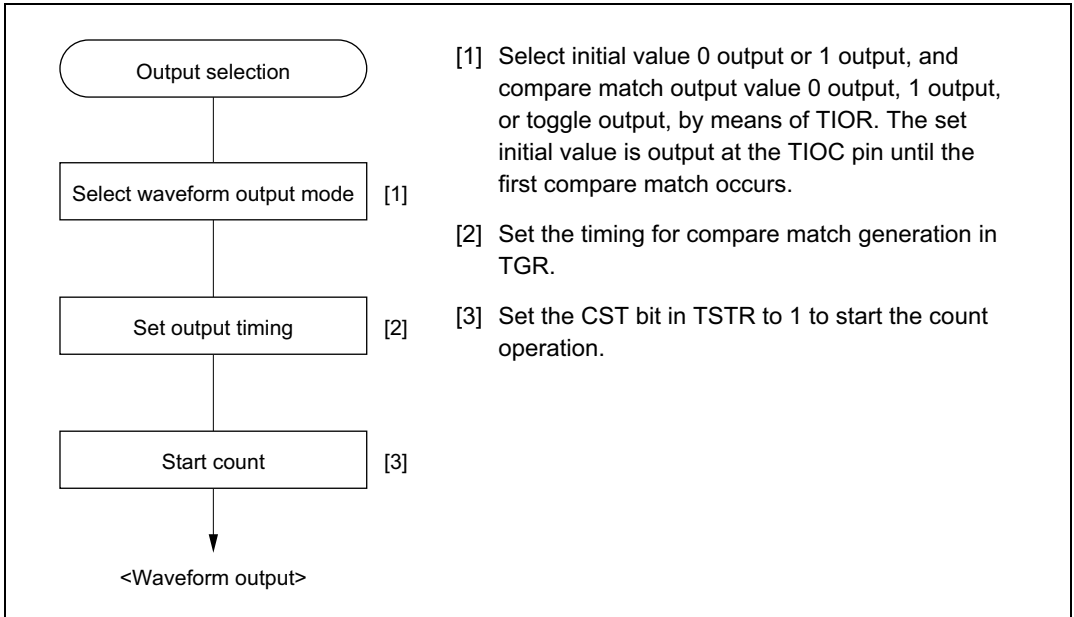 Output selection
Select waveform output mode [1]
Set output timing [2]
Start count [3]
<Waveform output>
[1] Select initial value 0 output or 1 output, and
compare match output value 0 output, 1 output,
or toggle output, by means of TIOR. The set
initial value is output at the TIOC pin until the
first compare match occurs.
[2] Set the timing for compare match generation in
TGR.
[3] Set the CST bit in TSTR to 1 to start the count
operation.